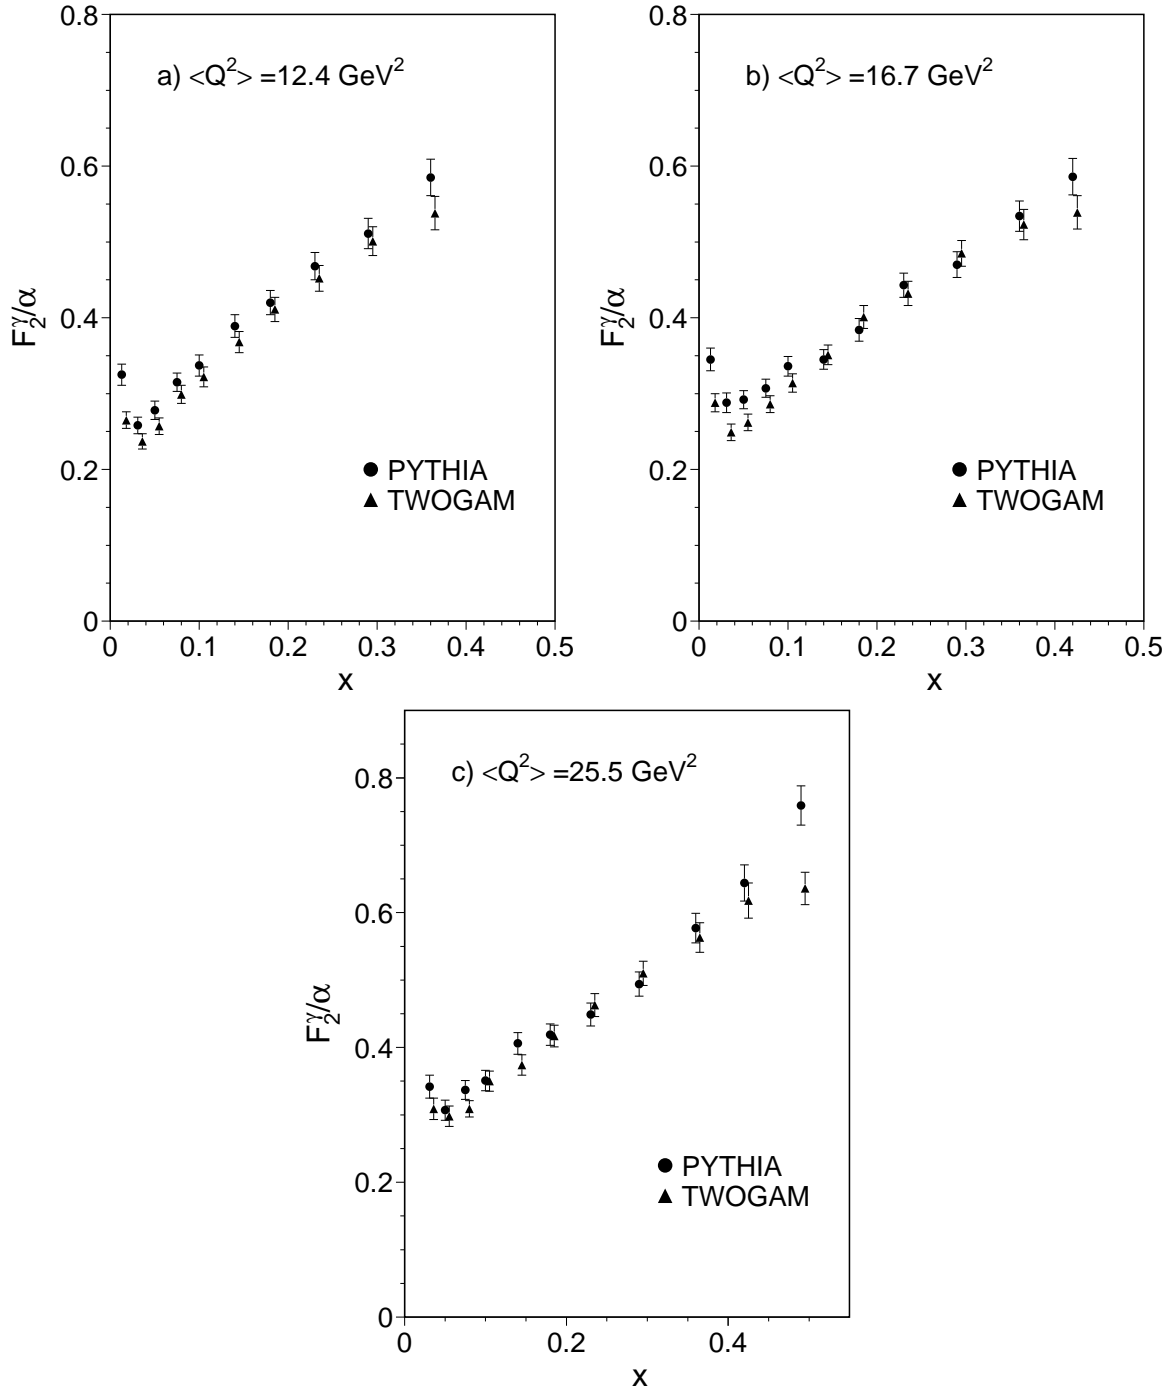 a) <Q²> =12.4 GeV²
0.8
0.6
0.4
0.2
0
F₂^γ/α
PYTHIA
TWOGAM
0 0.1 0.2 0.3 0.4 0.5
x
b) <Q²> =16.7 GeV²
0.8
0.6
0.4
0.2
0
F₂^γ/α
PYTHIA
TWOGAM
0 0.1 0.2 0.3 0.4 0.5
x
c) <Q²> =25.5 GeV²
0.8
0.6
0.4
0.2
0
F₂^γ/α
PYTHIA
TWOGAM
0 0.2 0.4
x